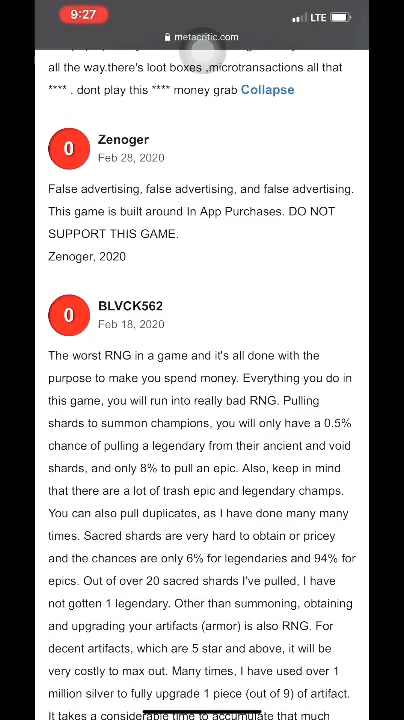 9:27
LTE
metacritic.com
all the way.there's loot boxes ,microtransactions all that
**** . dont play this **** money grab Collapse
0
Zenoger
Feb 28, 2020
False advertising, false advertising, and false advertising.
This game is built around In App Purchases. DO NOT
SUPPORT THIS GAME.
Zenoger, 2020
0
BLVCK562
Feb 18, 2020
The worst RNG in a game and it's all done with the
purpose to make you spend money. Everything you do in
this game, you will run into really bad RNG. Pulling
shards to summon champions, you will only have a 0.5%
chance of pulling a legendary from their ancient and void
shards, and only 8% to pull an epic. Also, keep in mind
that there are a lot of trash epic and legendary champs.
You can also pull duplicates, as I have done many many
times. Sacred shards are very hard to obtain or pricey
and the chances are only 6% for legendaries and 94% for
epics. Out of over 20 sacred shards I've pulled, I have
not gotten 1 legendary. Other than summoning, obtaining
and upgrading your artifacts (armor) is also RNG. For
decent artifacts, which are 5 star and above, it will be
very costly to max out. Many times, I have used over 1
million silver to fully upgrade 1 piece (out of 9) of artifact.
It takes a considerable time to accumulate that much